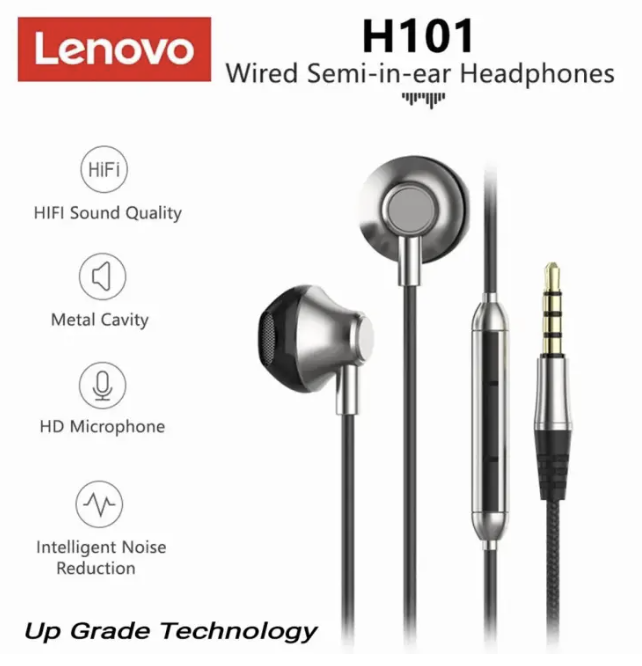 Lenovo
H101
Wired Semi-in-ear Headphones
HiFi
HIFI Sound Quality
Metal Cavity
HD Microphone
Intelligent Noise
Reduction
Up Grade Technology